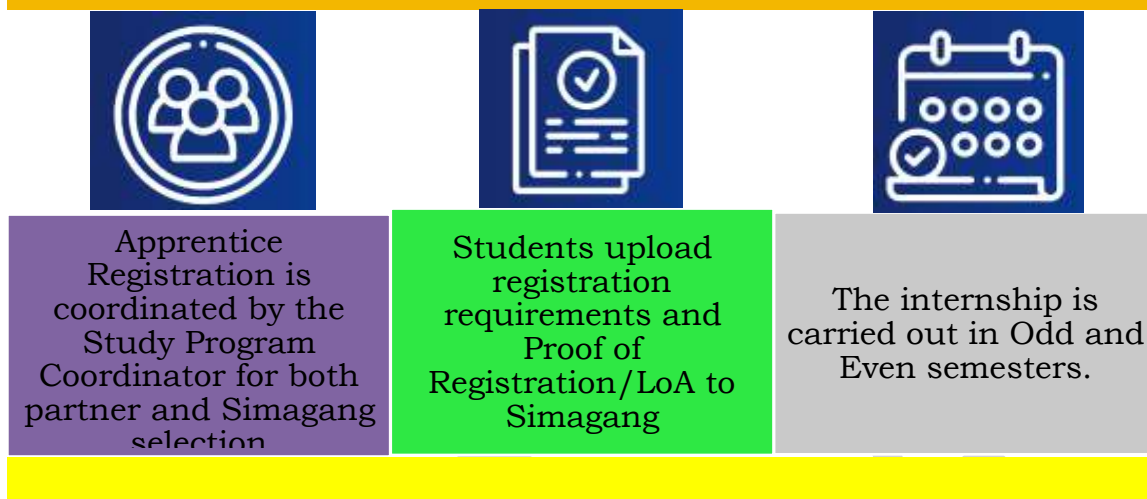 Apprentice
Registration is
coordinated by the
Study Program
Coordinator for both
partner and Simagang
selection
Students upload
registration
requirements and
Proof of
Registration/LoA to
Simagang
The internship is
carried out in Odd and
Even semesters.